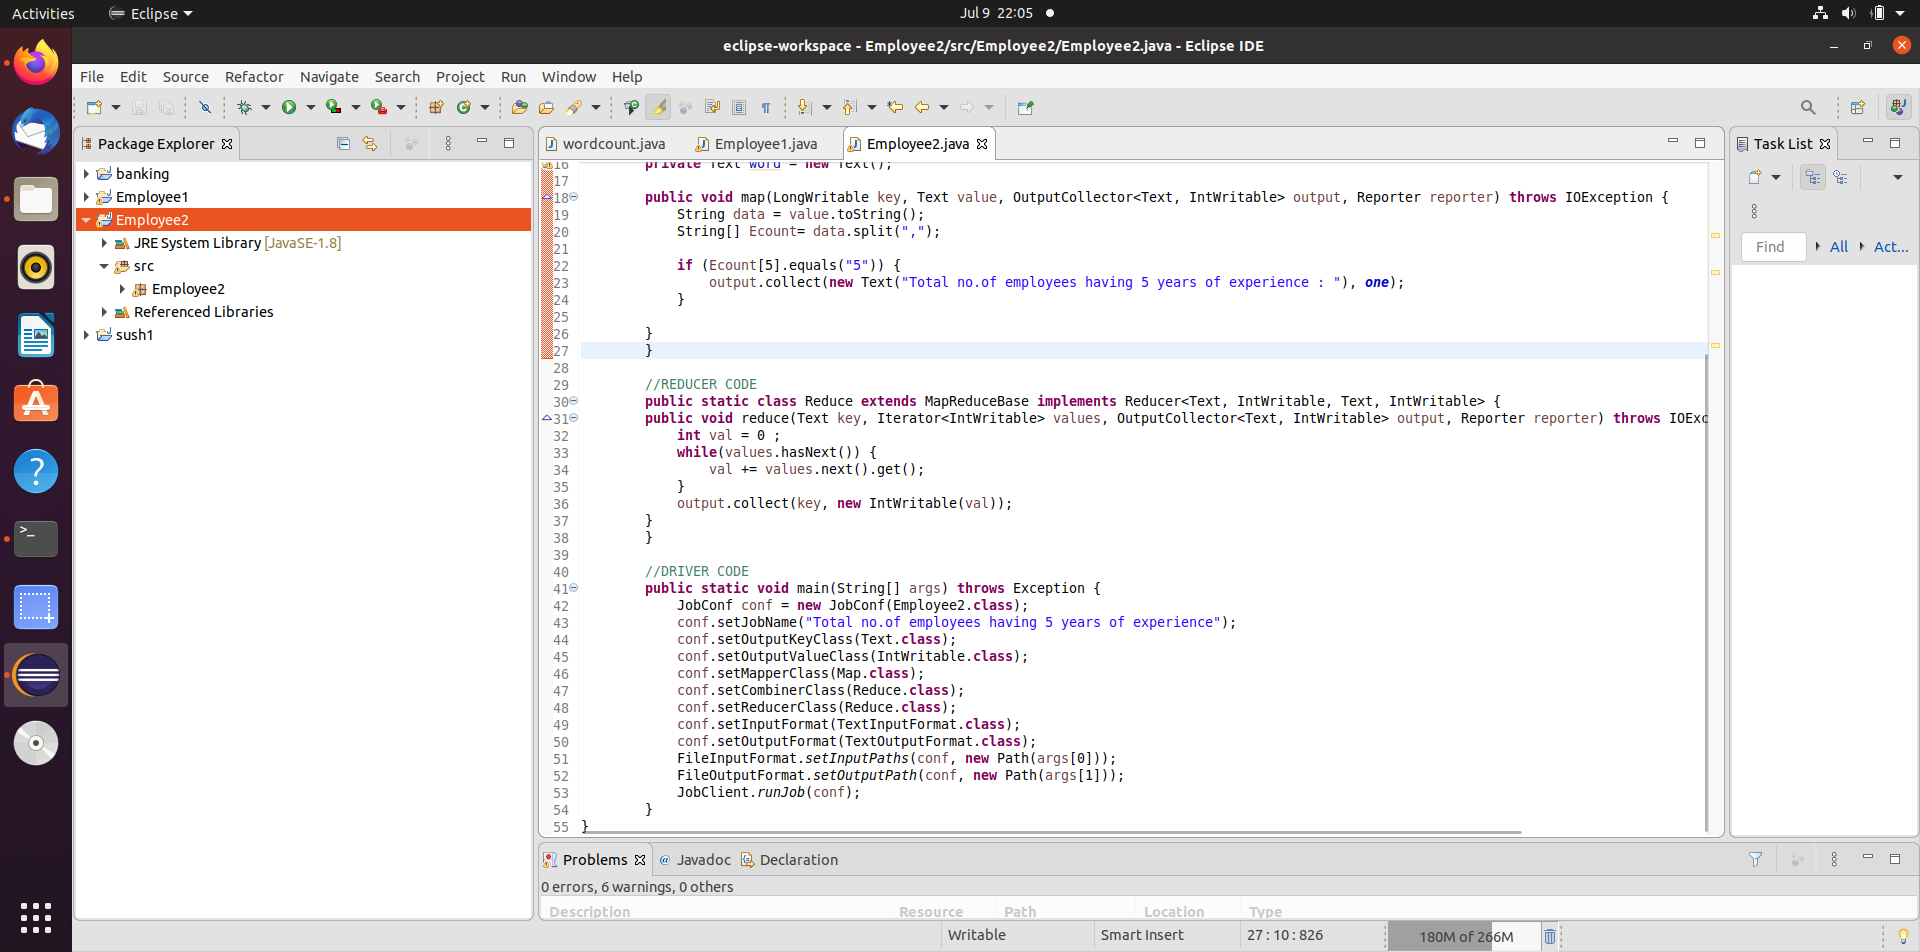 Activities Eclipse Jul 9 22:05
eclipse-workspace - Employee2/src/Employee2/Employee2.java - Eclipse IDE
File Edit Source Refactor Navigate Search Project Run Window Help
Package Explorer
banking
Employee1
Employee2
JRE System Library [JavaSE-1.8]
src
Employee2
Referenced Libraries
sush1
wordcount.java Employee1.java Employee2.java
16 private Text word = new Text();
17
18 public void map(LongWritable key, Text value, OutputCollector<Text, IntWritable> output, Reporter reporter) throws IOException {
19 String data = value.toString();
20 String[] Ecount= data.split(",");
21
22 if (Ecount[5].equals("5")) {
23 output.collect(new Text("Total no.of employees having 5 years of experience : "), one);
24 }
25
26 }
27 }
28
29 //REDUCER CODE
30 public static class Reduce extends MapReduceBase implements Reducer<Text, IntWritable, Text, IntWritable> {
31 public void reduce(Text key, Iterator<IntWritable> values, OutputCollector<Text, IntWritable> output, Reporter reporter) throws IOExc
32 int val = 0 ;
33 while(values.hasNext()) {
34 val += values.next().get();
35 }
36 output.collect(key, new IntWritable(val));
37 }
38 }
39
40 //DRIVER CODE
41 public static void main(String[] args) throws Exception {
42 JobConf conf = new JobConf(Employee2.class);
43 conf.setJobName("Total no.of employees having 5 years of experience");
44 conf.setOutputKeyClass(Text.class);
45 conf.setOutputValueClass(IntWritable.class);
46 conf.setMapperClass(Map.class);
47 conf.setCombinerClass(Reduce.class);
48 conf.setReducerClass(Reduce.class);
49 conf.setInputFormat(TextInputFormat.class);
50 conf.setOutputFormat(TextOutputFormat.class);
51 FileInputFormat.setInputPaths(conf, new Path(args[0]));
52 FileOutputFormat.setOutputPath(conf, new Path(args[1]));
53 JobClient.runJob(conf);
54 }
55 }
Task List
Find All Act...
Problems @ Javadoc Declaration
0 errors, 6 warnings, 0 others
Description Resource Path Location Type
Writable Smart Insert 27 : 10 : 826 180M of 266M